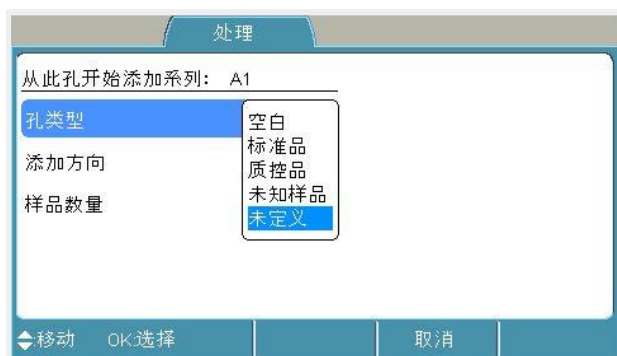 处理
从此孔开始添加系列: A1
孔类型
空白
标准品
质控品
未知样品
未定义
添加方向
样品数量
移动 OK:选择 取消